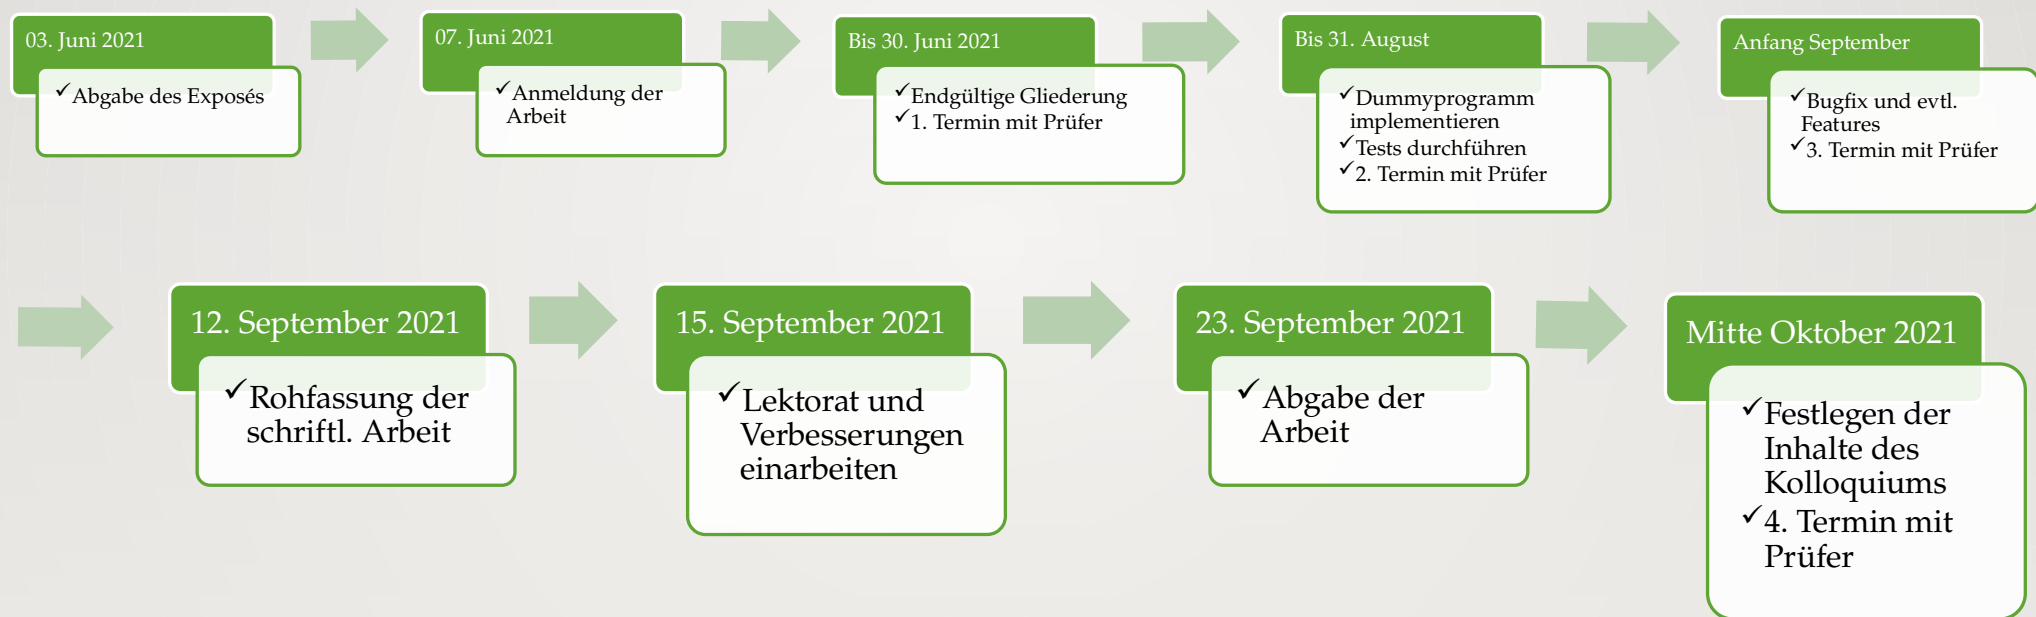 03. Juni 2021
✓Abgabe des Exposés
07. Juni 2021
✓Anmeldung der
Arbeit
Bis 30. Juni 2021
✓Endgültige Gliederung
✓1. Termin mit Prüfer
Bis 31. August
✓Dummyprogramm
implementieren
✓Tests durchführen
✓2. Termin mit Prüfer
Anfang September
✓Bugfix und evtl.
Features
✓3. Termin mit Prüfer
12. September 2021
✓Rohfassung der
schriftl. Arbeit
15. September 2021
✓Lektorat und
Verbesserungen
einarbeiten
23. September 2021
✓Abgabe der
Arbeit
Mitte Oktober 2021
✓Festlegen der
Inhalte des
Kolloquiums
✓4. Termin mit
Prüfer